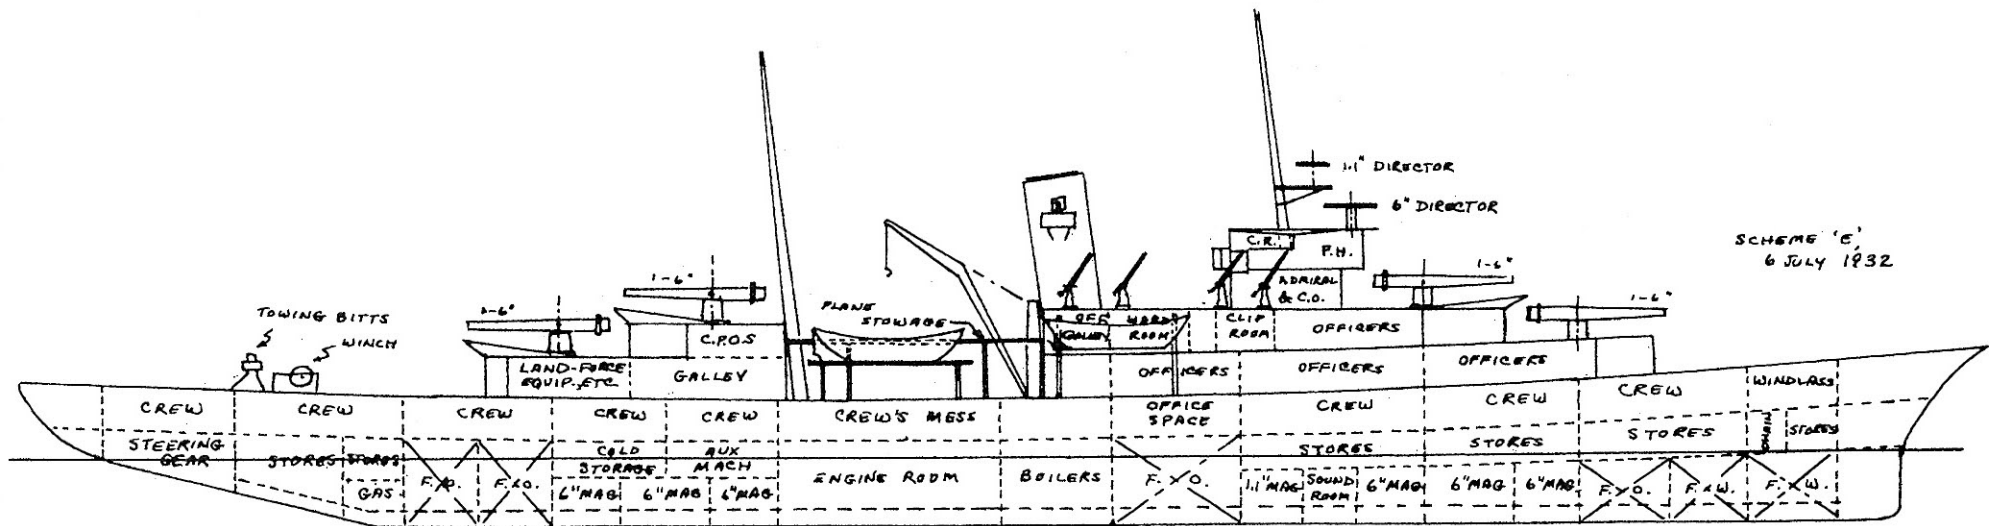 1.1" DIRECTOR
6" DIRECTOR
SCHEME 'E'
6 JULY 1932
C.R.
P.H.
ADMIRAL
& C.O.
1-6"
1-6"
1-6"
1-6"
TOWING BITTS
WINCH
PLANE
STOWAGE
C.P.O.S
OFF.
GALLEY
WARD
ROOM
CLIP
ROOM
OFFICERS
LAND-FORCE
EQUIP., ETC
GALLEY
OFFICERS
OFFICERS
OFFICERS
CREW
CREW
CREW
CREW
CREW
CREW'S MESS
OFFICE
SPACE
CREW
CREW
CREW
WINDLASS
STEERING
GEAR
STORES
STORES
COLD
STORAGE
AUX
MACH
STORES
STORES
STORES
CHAIN
STORES
GAS
F.O.
F.O.
6" MAG
6" MAG
6" MAG
ENGINE ROOM
BOILERS
F.O.
1.1" MAG
SOUND
ROOM
6" MAG
6" MAG
6" MAG
F.O.
F.W.
F.W.